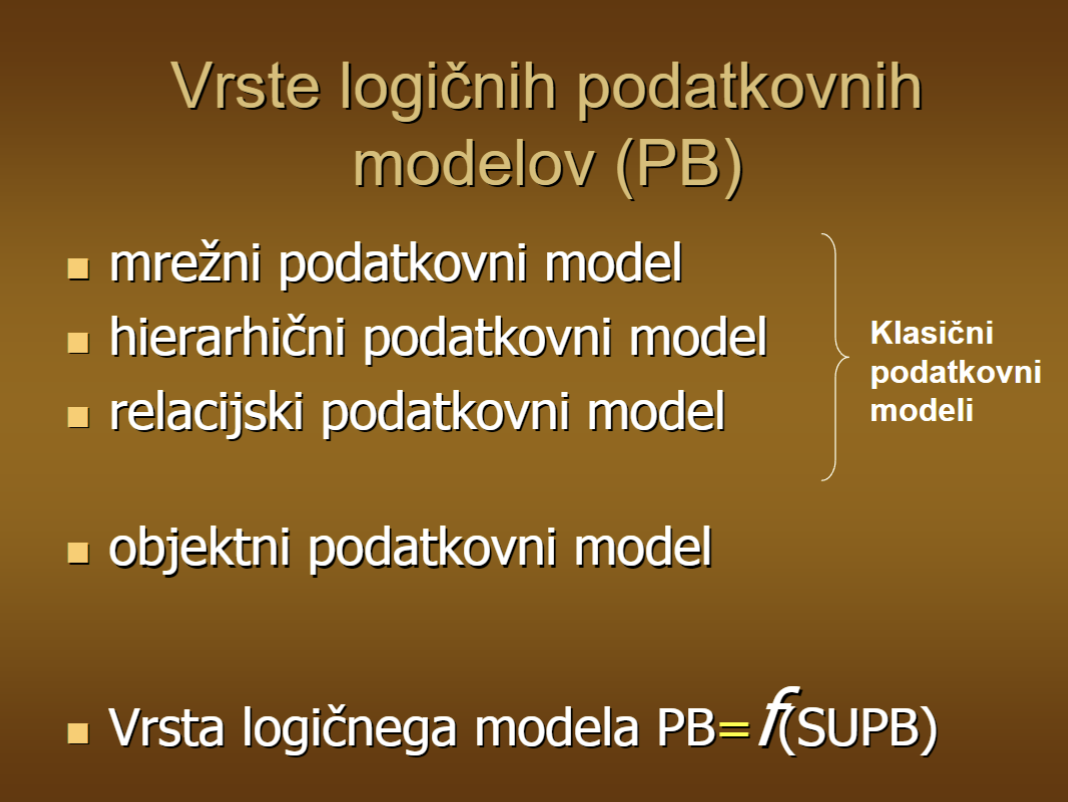 Vrste logičnih podatkovnih
modelov (PB)
mrežni podatkovni model
hierarhični podatkovni model
relacijski podatkovni model
Klasični
podatkovni
modeli
objektni podatkovni model
Vrsta logičnega modela PB=f(SUPB)